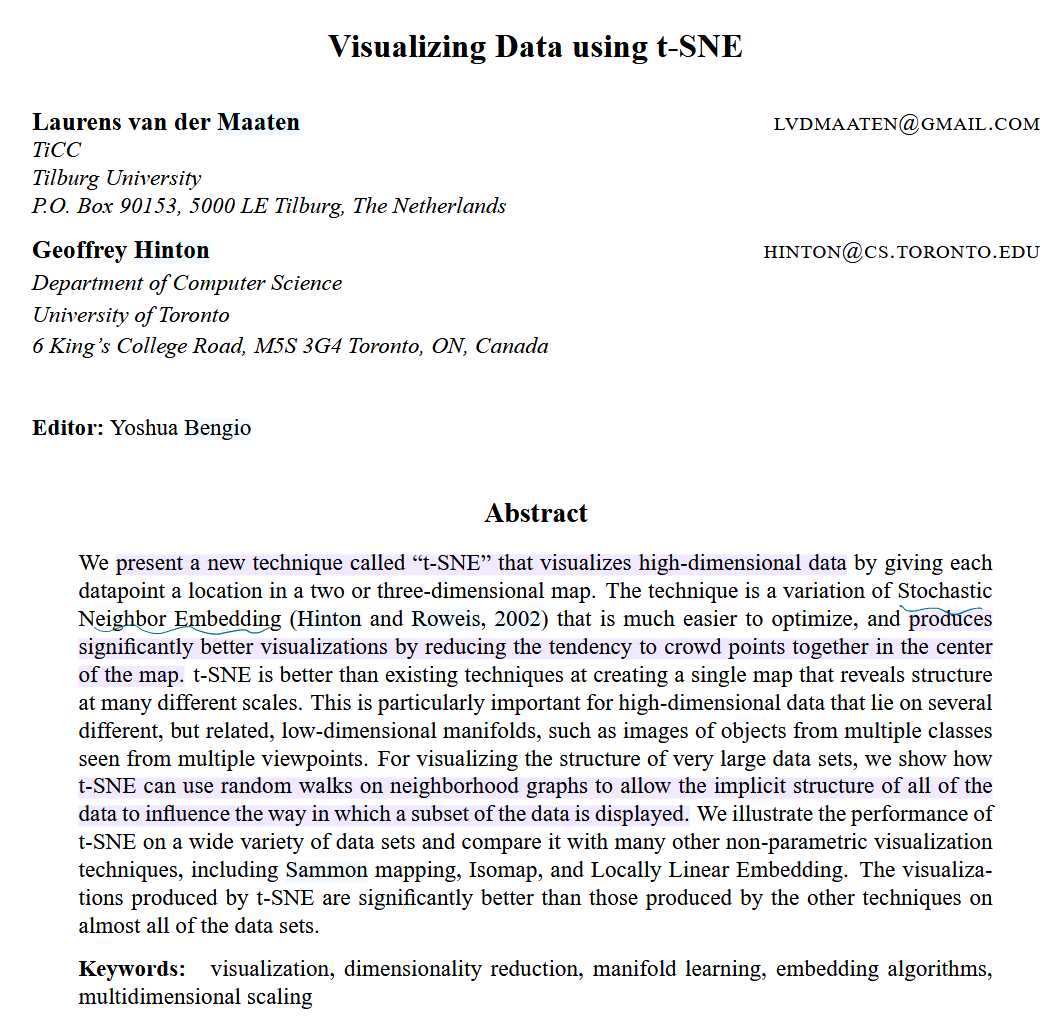 Visualizing Data using t-SNE
Laurens van der Maaten LVDMAATEN@GMAIL.COM
TiCC
Tilburg University
P.O. Box 90153, 5000 LE Tilburg, The Netherlands
Geoffrey Hinton HINTON@CS.TORONTO.EDU
Department of Computer Science
University of Toronto
6 King’s College Road, M5S 3G4 Toronto, ON, Canada
Editor: Yoshua Bengio
Abstract
We present a new technique called “t-SNE” that visualizes high-dimensional data by giving each
datapoint a location in a two or three-dimensional map. The technique is a variation of Stochastic
Neighbor Embedding (Hinton and Roweis, 2002) that is much easier to optimize, and produces
significantly better visualizations by reducing the tendency to crowd points together in the center
of the map. t-SNE is better than existing techniques at creating a single map that reveals structure
at many different scales. This is particularly important for high-dimensional data that lie on several
different, but related, low-dimensional manifolds, such as images of objects from multiple classes
seen from multiple viewpoints. For visualizing the structure of very large data sets, we show how
t-SNE can use random walks on neighborhood graphs to allow the implicit structure of all of the
data to influence the way in which a subset of the data is displayed. We illustrate the performance of
t-SNE on a wide variety of data sets and compare it with many other non-parametric visualization
techniques, including Sammon mapping, Isomap, and Locally Linear Embedding. The visualiza-
tions produced by t-SNE are significantly better than those produced by the other techniques on
almost all of the data sets.
Keywords: visualization, dimensionality reduction, manifold learning, embedding algorithms,
multidimensional scaling